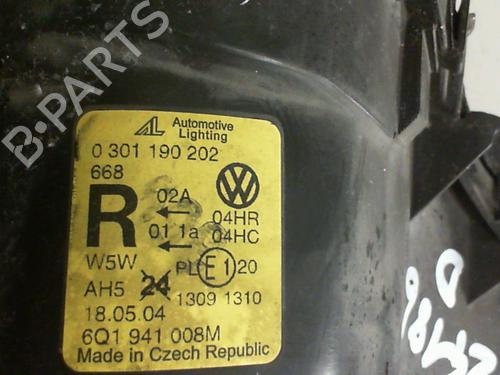 B-PARTS
AL Automotive
Lighting
0 301 190 202
668
R
02A
04HR
01 1a
04HC
W5W
PL E1 20
AH5 24 1309 1310
18.05.04
6Q1 941 008M
Made in Czech Republic